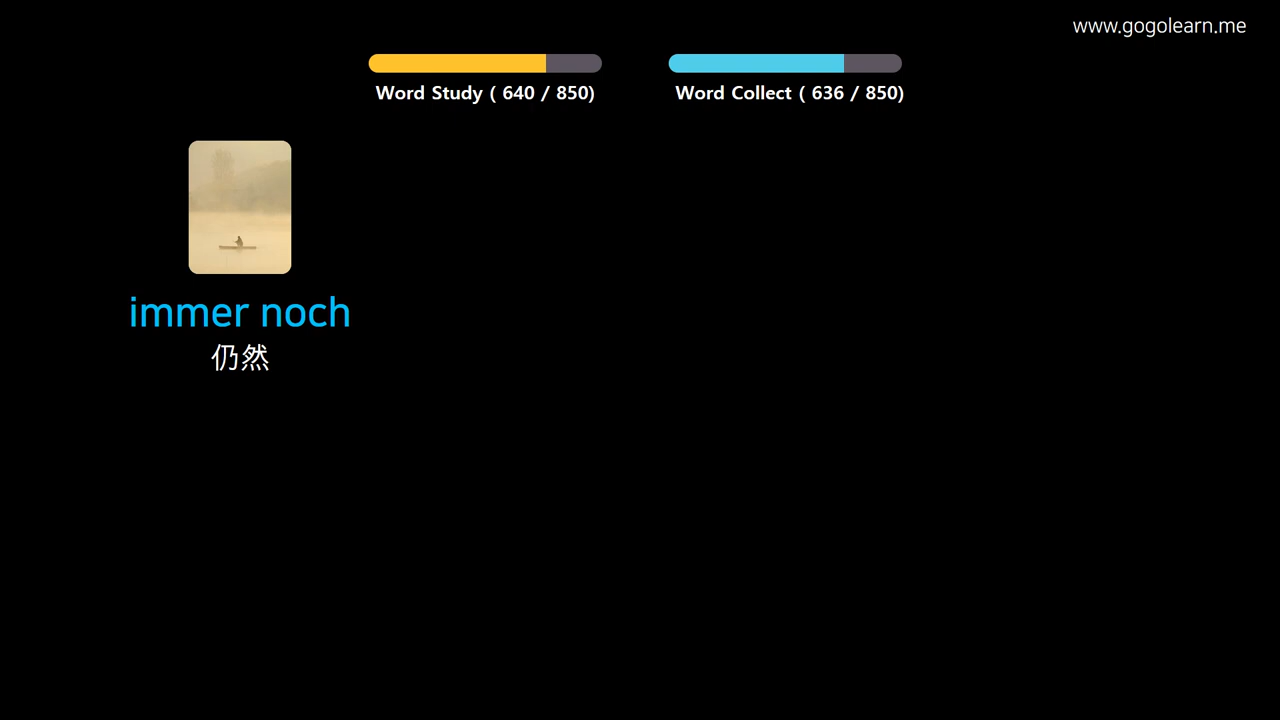 www.gogolearn.me
Word Study ( 640 / 850)
Word Collect ( 636 / 850)
immer noch
仍然